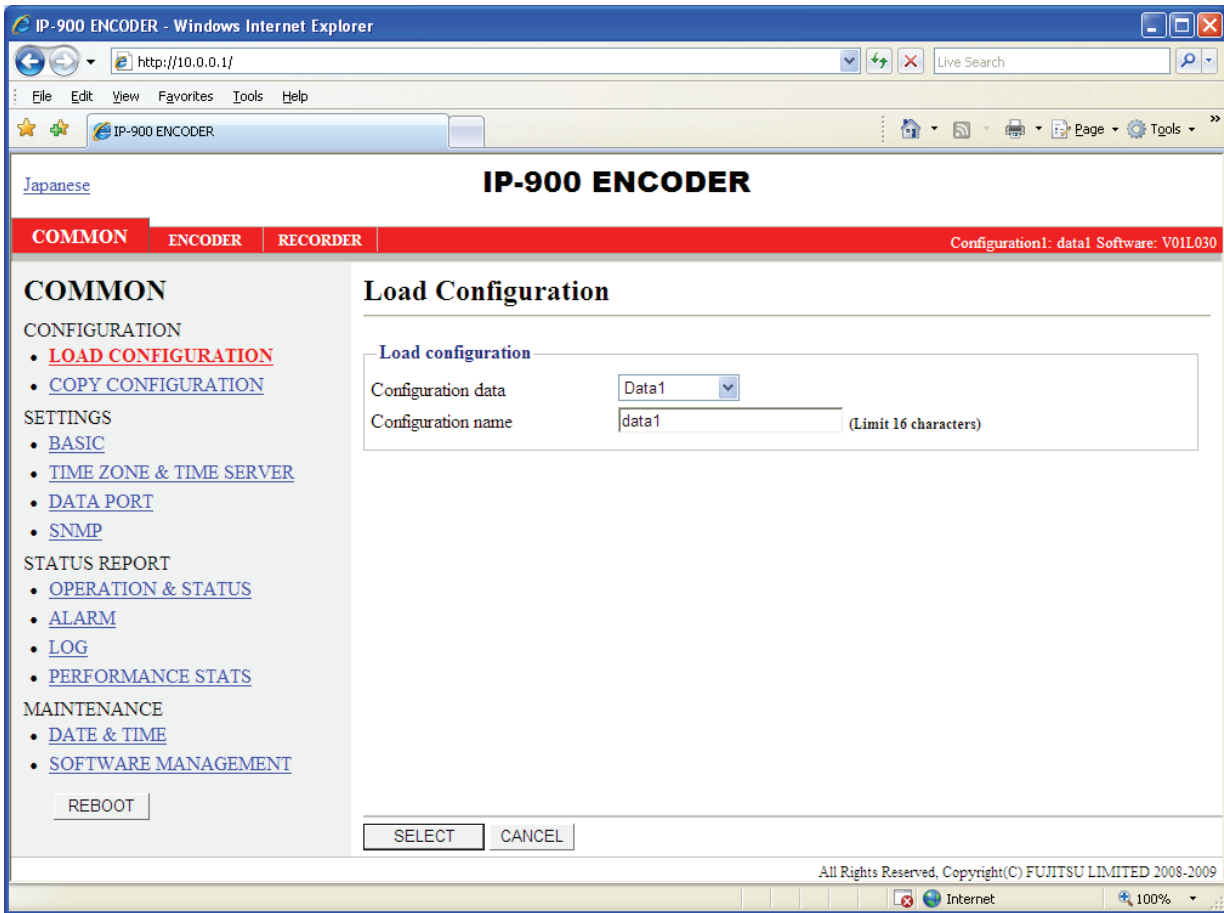 IP-900 ENCODER - Windows Internet Explorer
http://10.0.0.1/
Live Search
File Edit View Favorites Tools Help
IP-900 ENCODER
Page Tools
Japanese
IP-900 ENCODER
COMMON ENCODER RECORDER
Configuration1: data1 Software: V01L030
COMMON
CONFIGURATION
• LOAD CONFIGURATION
• COPY CONFIGURATION
SETTINGS
• BASIC
• TIME ZONE & TIME SERVER
• DATA PORT
• SNMP
STATUS REPORT
• OPERATION & STATUS
• ALARM
• LOG
• PERFORMANCE STATS
MAINTENANCE
• DATE & TIME
• SOFTWARE MANAGEMENT
REBOOT
Load Configuration
Load configuration
Configuration data Data1
Configuration name data1 (Limit 16 characters)
SELECT CANCEL
All Rights Reserved, Copyright(C) FUJITSU LIMITED 2008-2009
Internet 100%